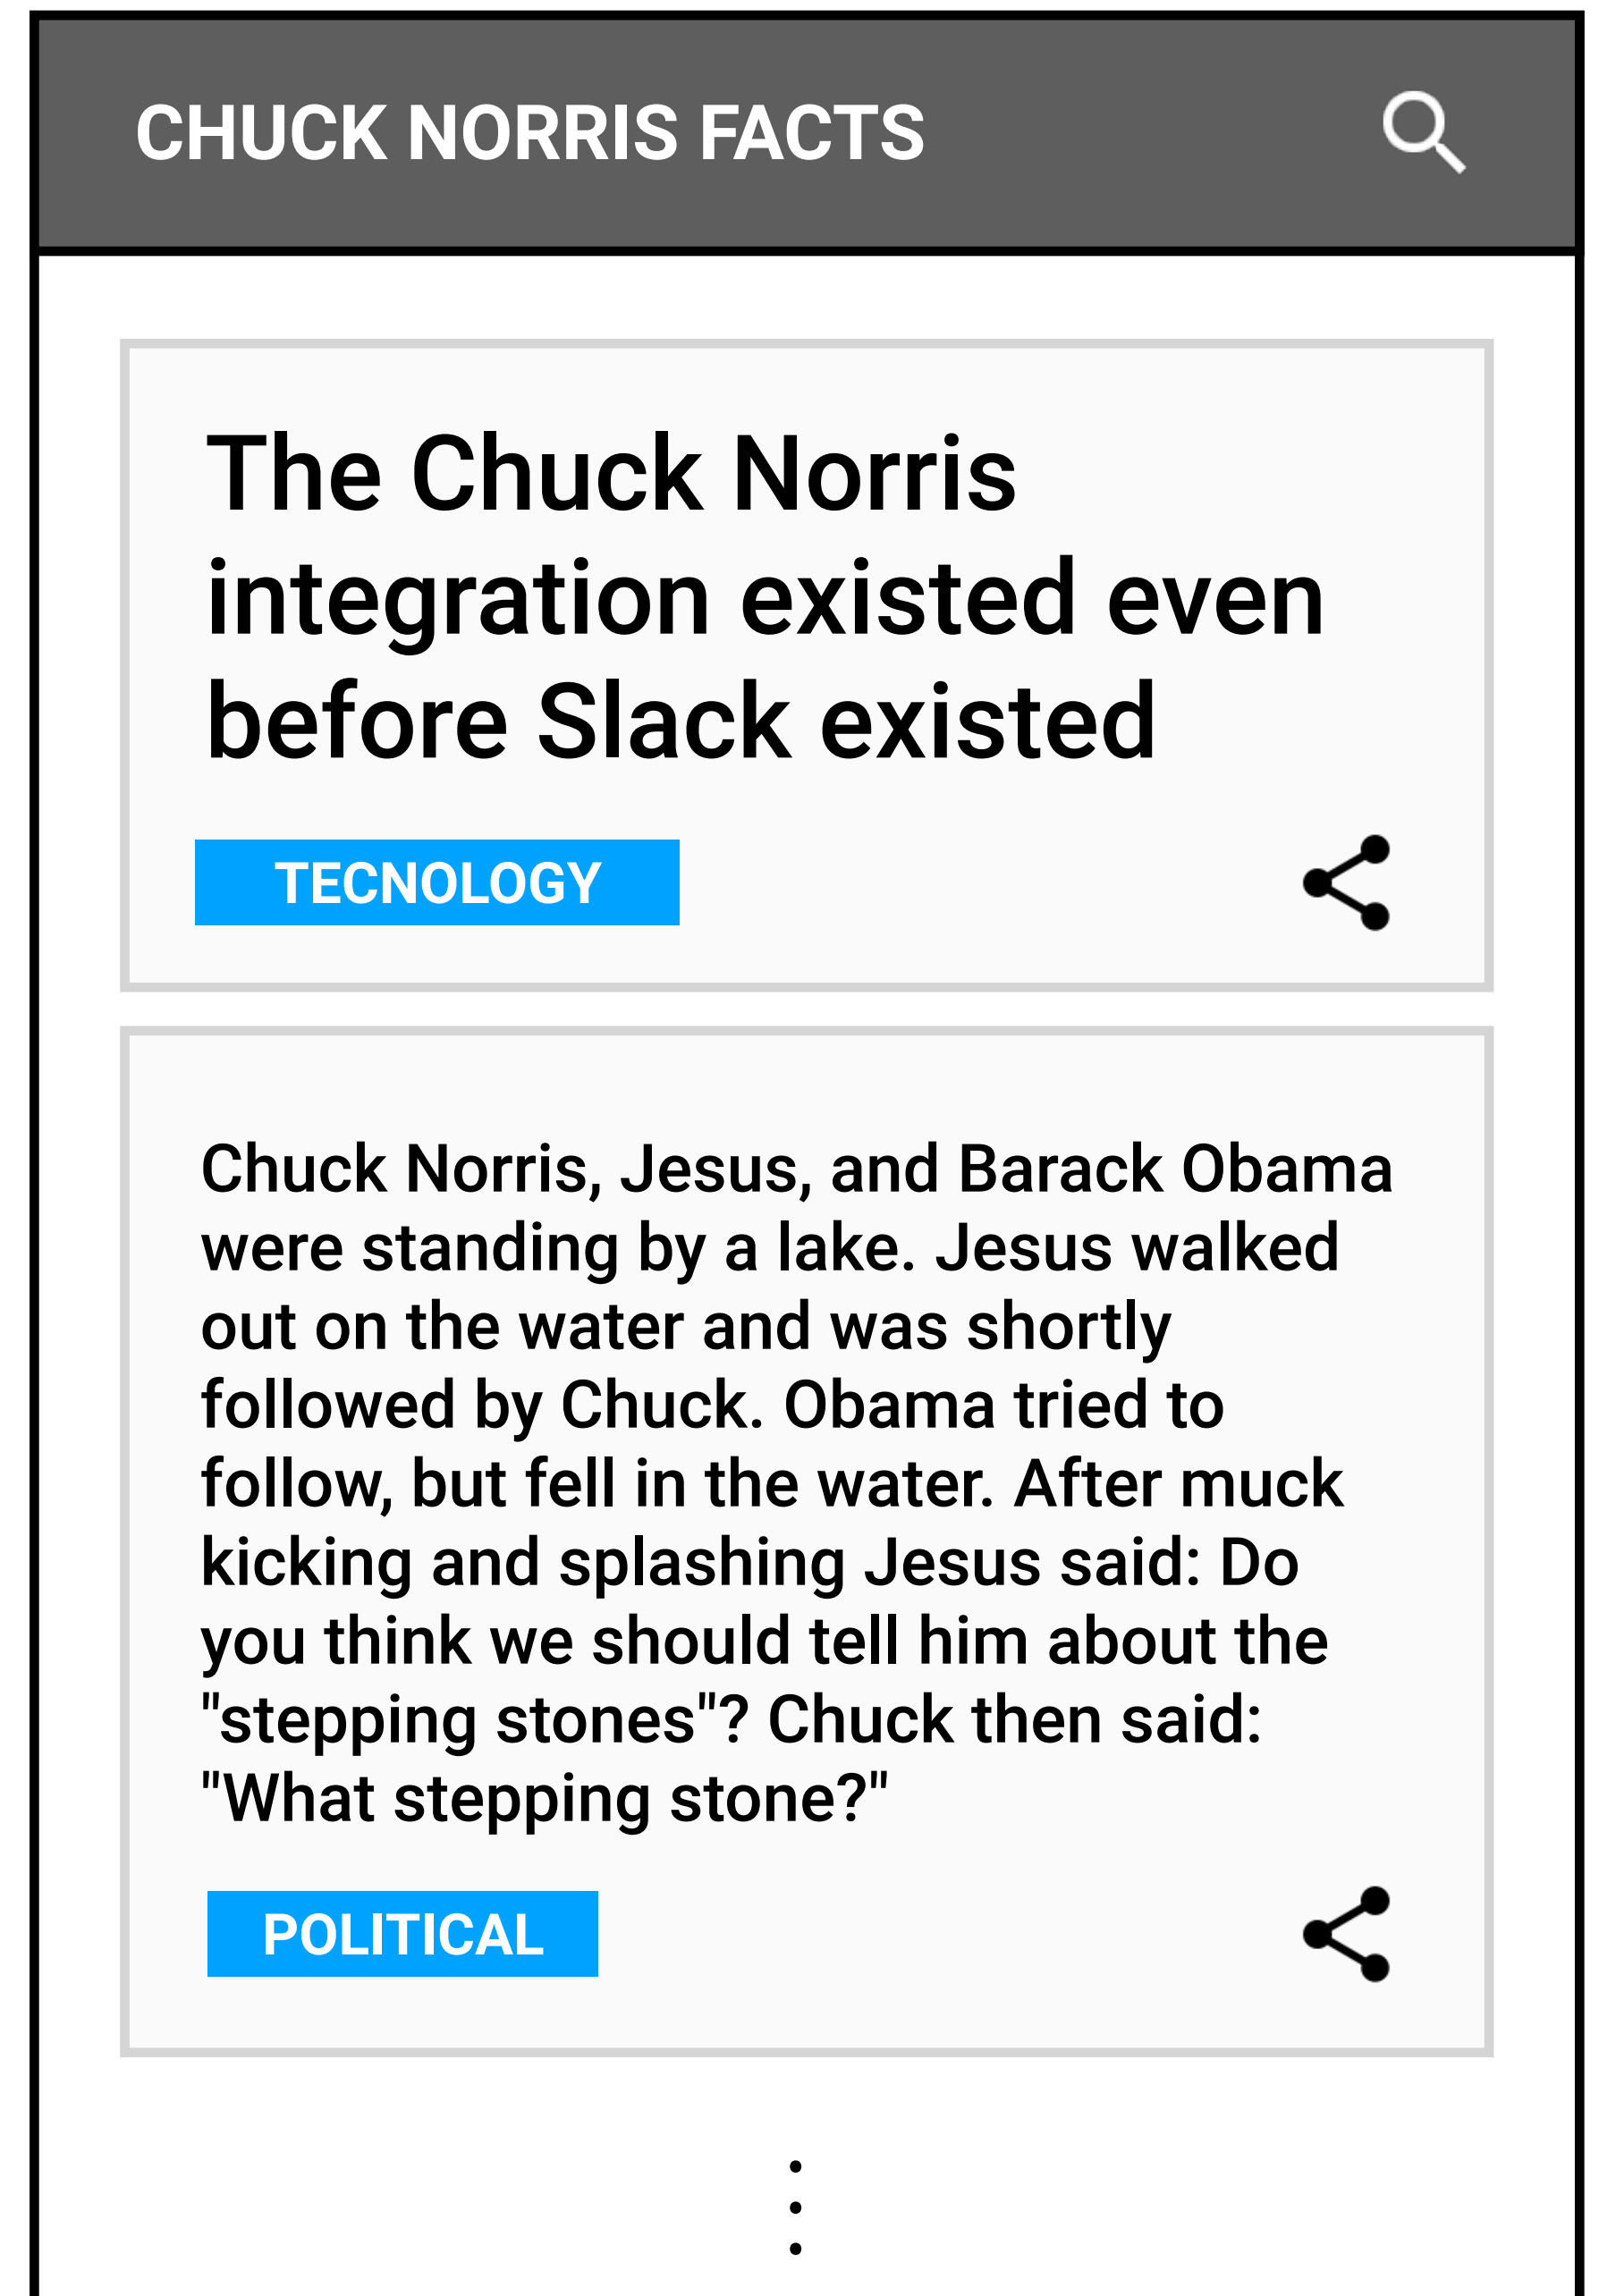 CHUCK NORRIS FACTS
The Chuck Norris
integration existed even
before Slack existed
TECNOLOGY
Chuck Norris, Jesus, and Barack Obama
were standing by a lake. Jesus walked
out on the water and was shortly
followed by Chuck. Obama tried to
follow, but fell in the water. After muck
kicking and splashing Jesus said: Do
you think we should tell him about the
"stepping stones"? Chuck then said:
"What stepping stone?"
POLITICAL